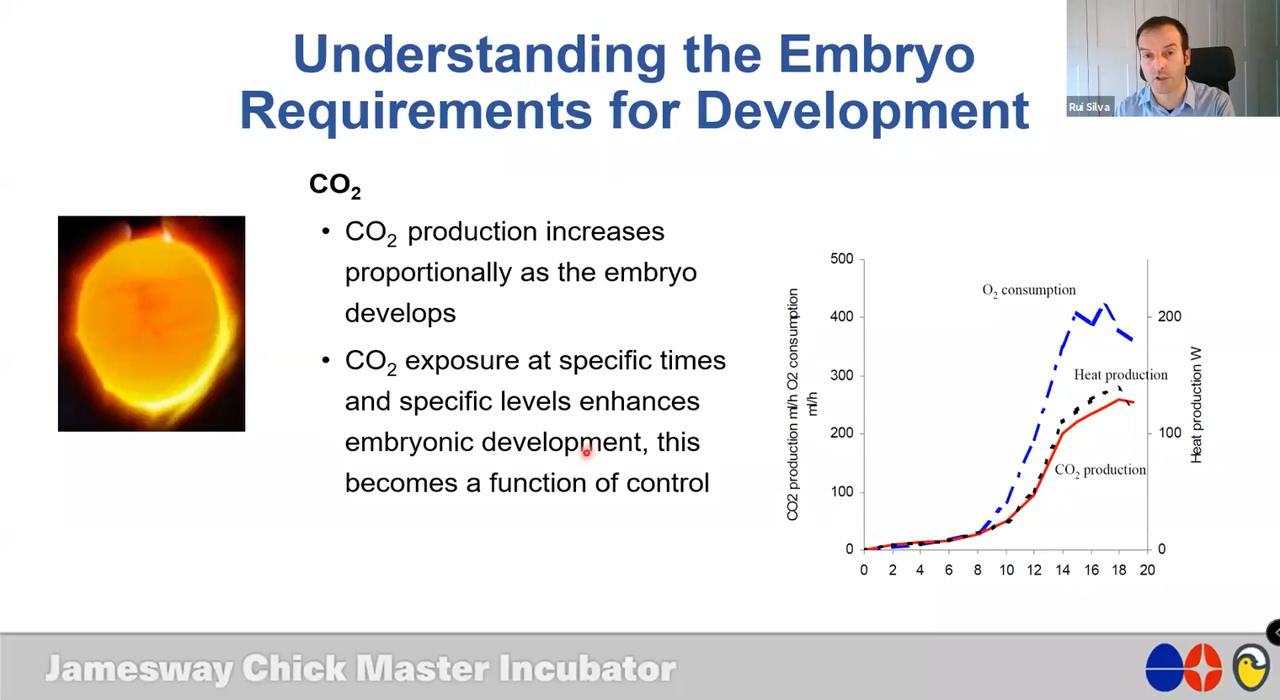 Understanding the Embryo
Requirements for Development
Rui Silva
CO₂
• CO₂ production increases
proportionally as the embryo
develops
• CO₂ exposure at specific times
and specific levels enhances
embryonic development, this
becomes a function of control
CO2 production ml/h O2 consumption
ml/h
500
400
300
200
100
0
O₂ consumption
Heat production
CO₂ production
200
100
0
Heat production W
0 2 4 6 8 10 12 14 16 18 20
Jamesway Chick Master Incubator